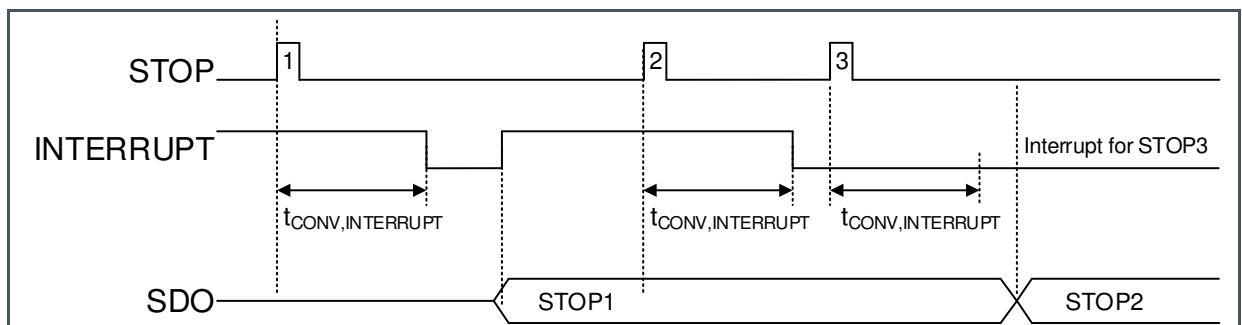 STOP
1
2
3
INTERRUPT
Interrupt for STOP3
tCONV,INTERRUPT
tCONV,INTERRUPT
tCONV,INTERRUPT
SDO
STOP1
STOP2